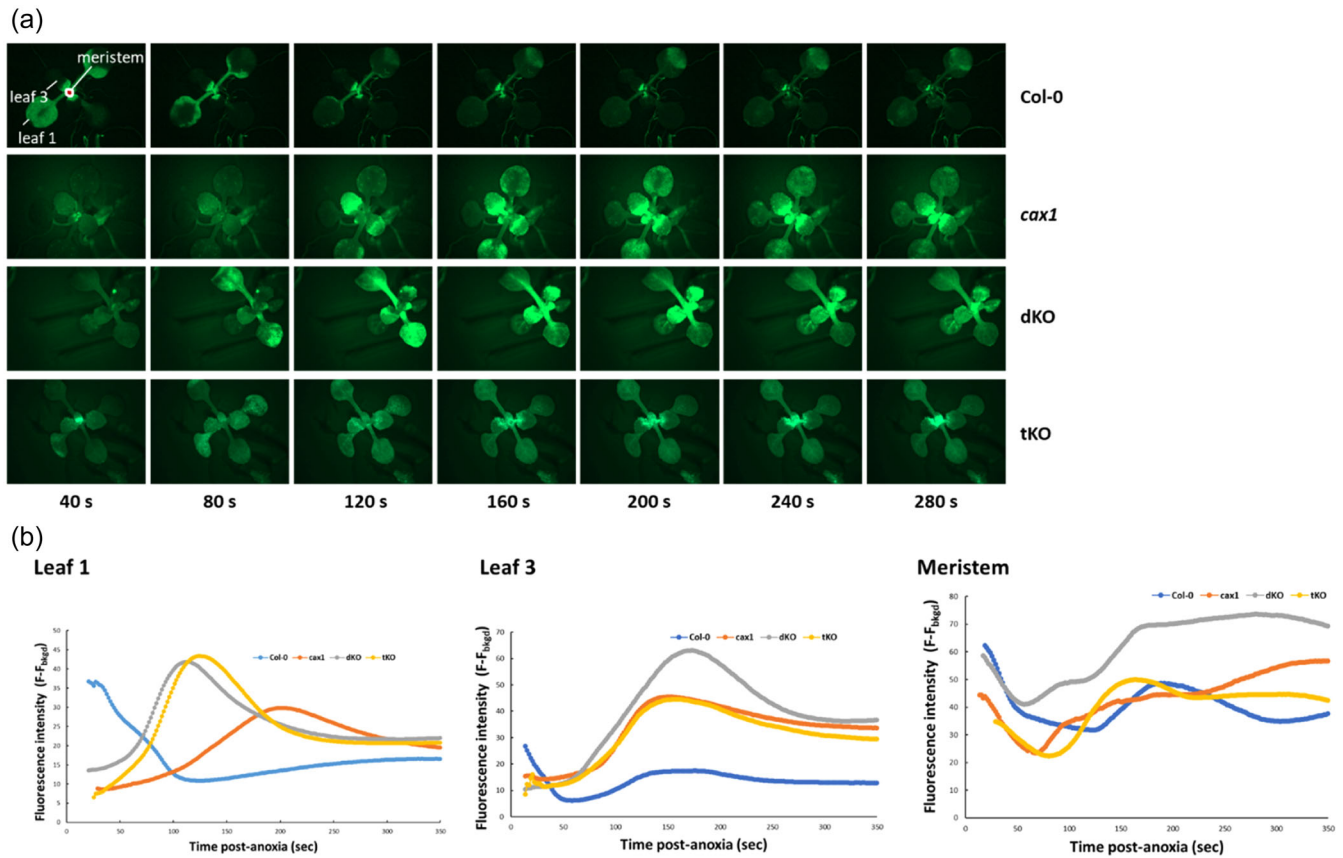 (a)
meristem
leaf 3
leaf 1
Col-0
cax1
dKO
tKO
40 s 80 s 120 s 160 s 200 s 240 s 280 s
(b)
Leaf 1
Fluorescence intensity (F-Fbkgd)
50
45
40
35
30
25
20
15
10
5
0
Col-0 cax1 dKO tKO
0 50 100 150 200 250 300 350
Time post-anoxia (sec)
Leaf 3
Fluorescence intensity (F-Fbkgd)
70
60
50
40
30
20
10
0
Col-0 cax1 dKO tKO
0 50 100 150 200 250 300 350
Time post-anoxia (sec)
Meristem
Fluorescence intensity (F-Fbkgd)
80
70
60
50
40
30
20
10
0
Col-0 cax1 dKO tKO
0 50 100 150 200 250 300 350
Time post-anoxia (sec)